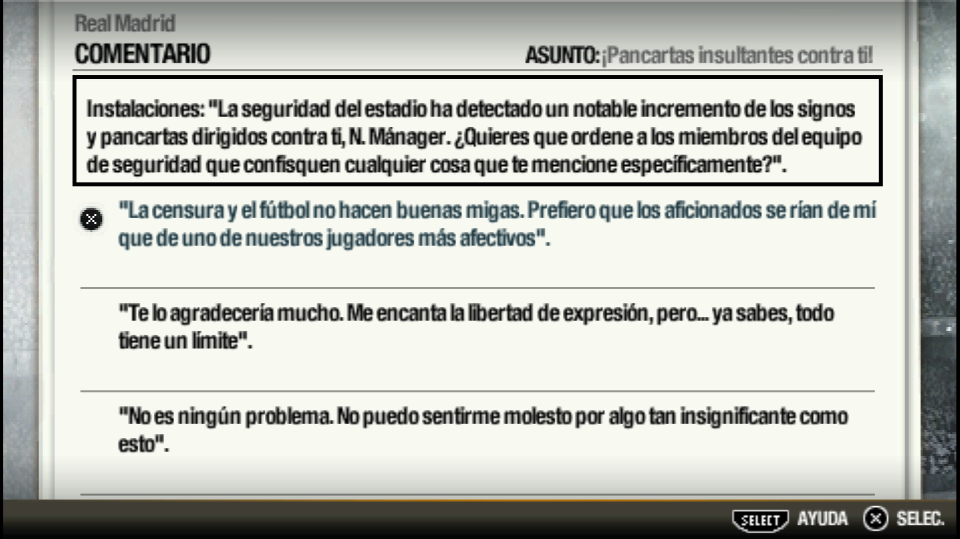 Real Madrid
COMENTARIO
ASUNTO: ¡Pancartas insultantes contra ti!
Instalaciones: "La seguridad del estadio ha detectado un notable incremento de los signos
y pancartas dirigidos contra ti, N. Mánager. ¿Quieres que ordene a los miembros del equipo
de seguridad que confisquen cualquier cosa que te mencione específicamente?".
"La censura y el fútbol no hacen buenas migas. Prefiero que los aficionados se rían de mí
que de uno de nuestros jugadores más afectivos".
"Te lo agradecería mucho. Me encanta la libertad de expresión, pero... ya sabes, todo
tiene un límite".
"No es ningún problema. No puedo sentirme molesto por algo tan insignificante como
esto".
SELECT AYUDA SELEC.